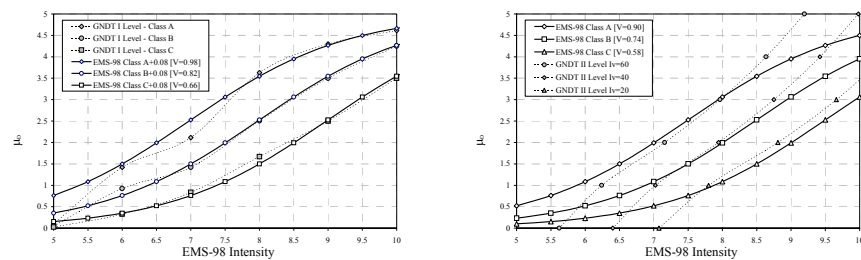 5
4.5
4
3.5
3
2.5
2
1.5
1
0.5
0
μD
GNDT I Level - Class A
GNDT I Level - Class B
GNDT I Level - Class C
EMS-98 Class A+0.08 [V=0.98]
EMS-98 Class B+0.08 [V=0.82]
EMS-98 Class C+0.08 [V=0.66]
5 5.5 6 6.5 7 7.5 8 8.5 9 9.5 10
EMS-98 Intensity
5
4.5
4
3.5
3
2.5
2
1.5
1
0.5
0
μD
EMS-98 Class A [V=0.90]
EMS-98 Class B [V=0.74]
EMS-98 Class C [V=0.58]
GNDT II Level Iv=60
GNDT II Level Iv=40
GNDT II Level Iv=20
5 5.5 6 6.5 7 7.5 8 8.5 9 9.5 10
EMS-98 Intensity